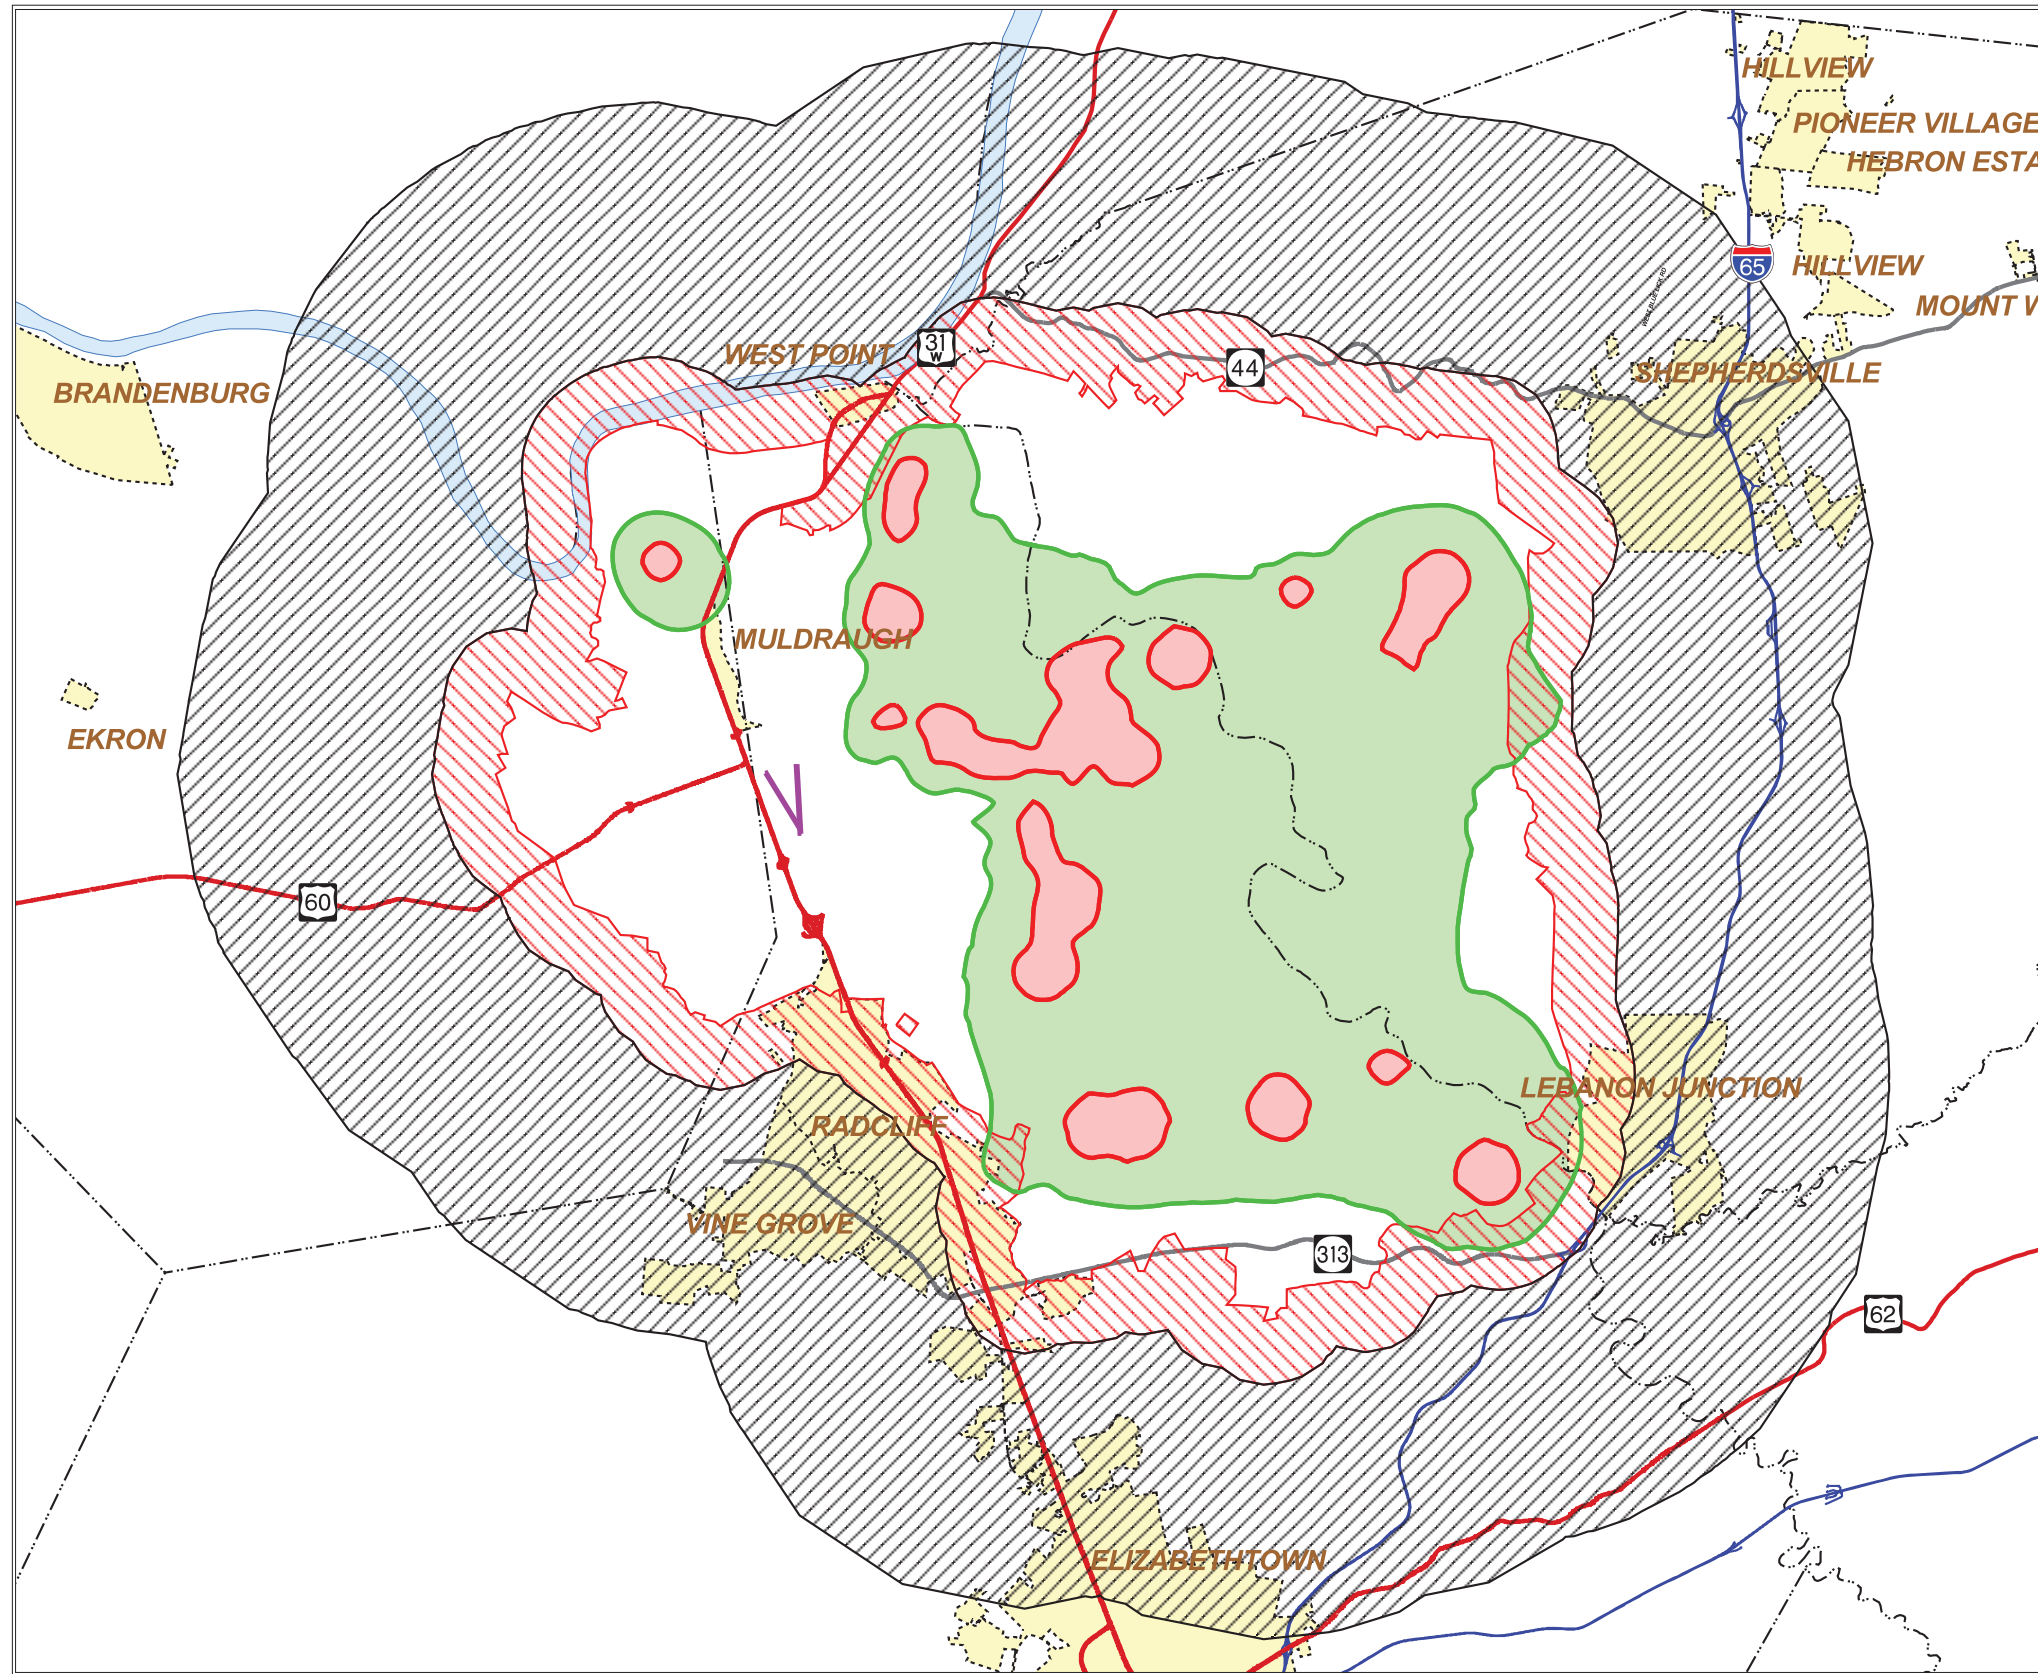 HILLVIEW
PIONEER VILLAGE
HEBRON ESTA
65
HILLVIEW
MOUNT V
31
W
WEST POINT
44
SHEPHERDSVILLE
BRANDENBURG
MULDRAUGH
EKRON
60
LEBANON JUNCTION
RADCLIFF
VINE GROVE
313
62
ELIZABETHTOWN